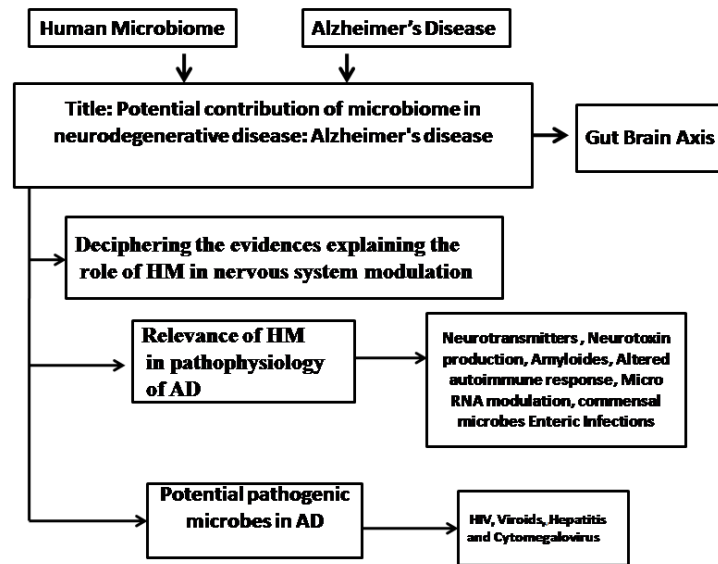 Human Microbiome
Alzheimer's Disease
Title: Potential contribution of microbiome in
neurodegenerative disease: Alzheimer's disease
Gut Brain Axis
Deciphering the evidences explaining the
role of HM in nervous system modulation
Relevance of HM
in pathophysiology
of AD
Neurotransmitters , Neurotoxin
production, Amyloides, Altered
autoimmune response, Micro
RNA modulation, commensal
microbes Enteric Infections
Potential pathogenic
microbes in AD
HIV, Viroids, Hepatitis
and Cytomegalovirus